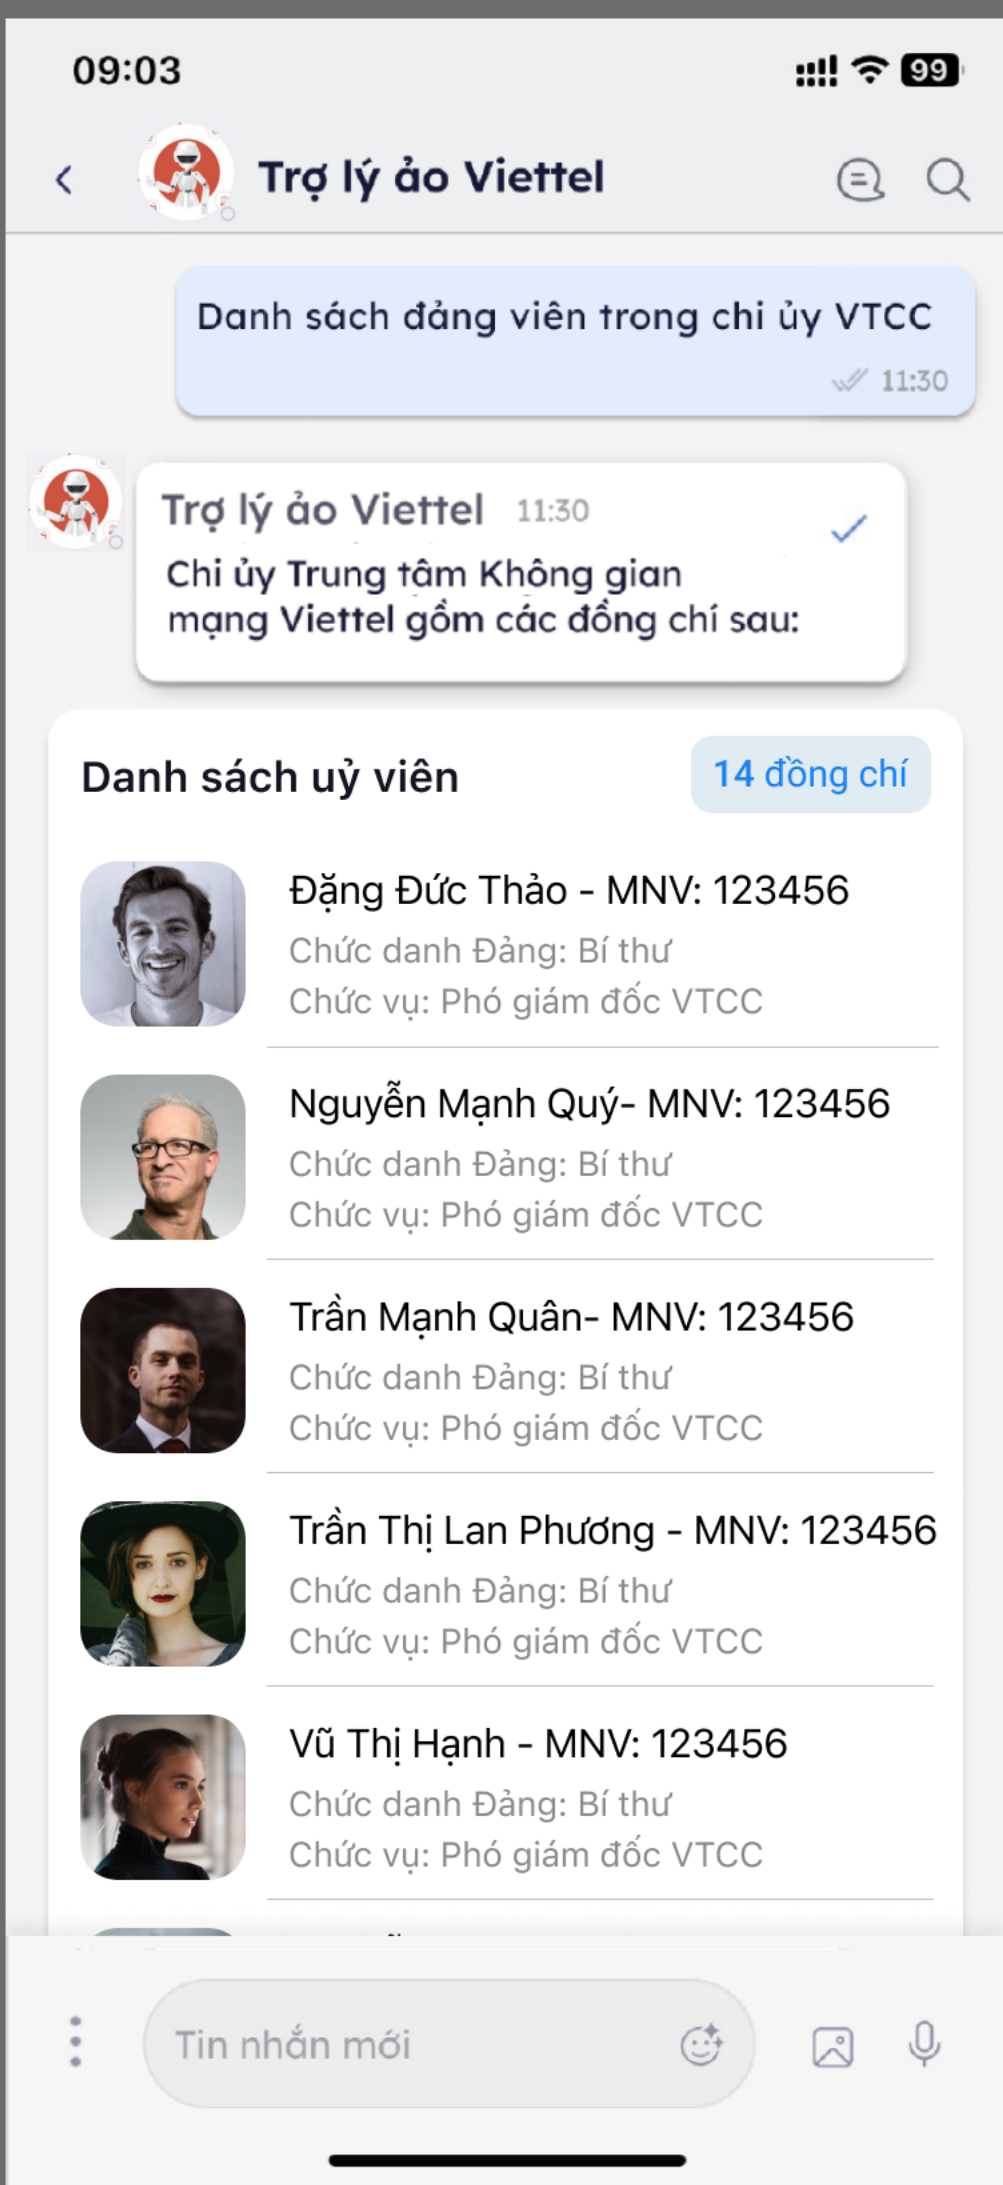 09:03
99
Trợ lý ảo Viettel
Danh sách đảng viên trong chi ủy VTCC
11:30
Trợ lý ảo Viettel 11:30
Chi ủy Trung tâm Không gian
mạng Viettel gồm các đồng chí sau:
Danh sách uỷ viên
14 đồng chí
Đặng Đức Thảo - MNV: 123456
Chức danh Đảng: Bí thư
Chức vụ: Phó giám đốc VTCC
Nguyễn Mạnh Quý- MNV: 123456
Chức danh Đảng: Bí thư
Chức vụ: Phó giám đốc VTCC
Trần Mạnh Quân- MNV: 123456
Chức danh Đảng: Bí thư
Chức vụ: Phó giám đốc VTCC
Trần Thị Lan Phương - MNV: 123456
Chức danh Đảng: Bí thư
Chức vụ: Phó giám đốc VTCC
Vũ Thị Hạnh - MNV: 123456
Chức danh Đảng: Bí thư
Chức vụ: Phó giám đốc VTCC
Tin nhắn mới